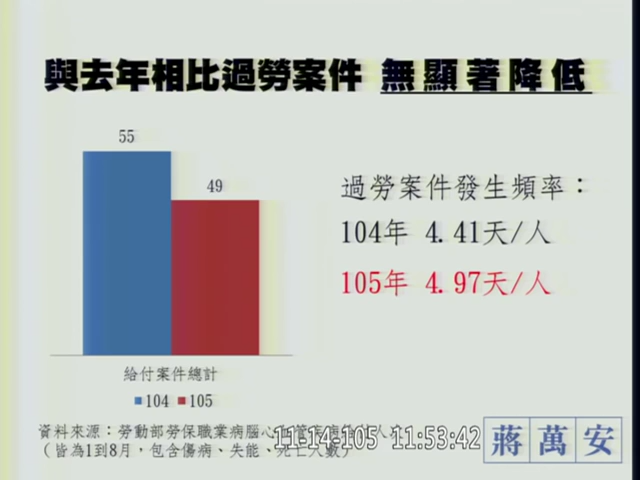 與去年相比過勞案件 無顯著降低
55
49
過勞案件發生頻率：
104年 4.41天/人
105年 4.97天/人
給付案件總計
104 105
資料來源：勞動部勞保職業病腦心
（皆為1到8月，包含傷病、失能、死亡人數）
11-14-105 11:53:42
蔣萬安